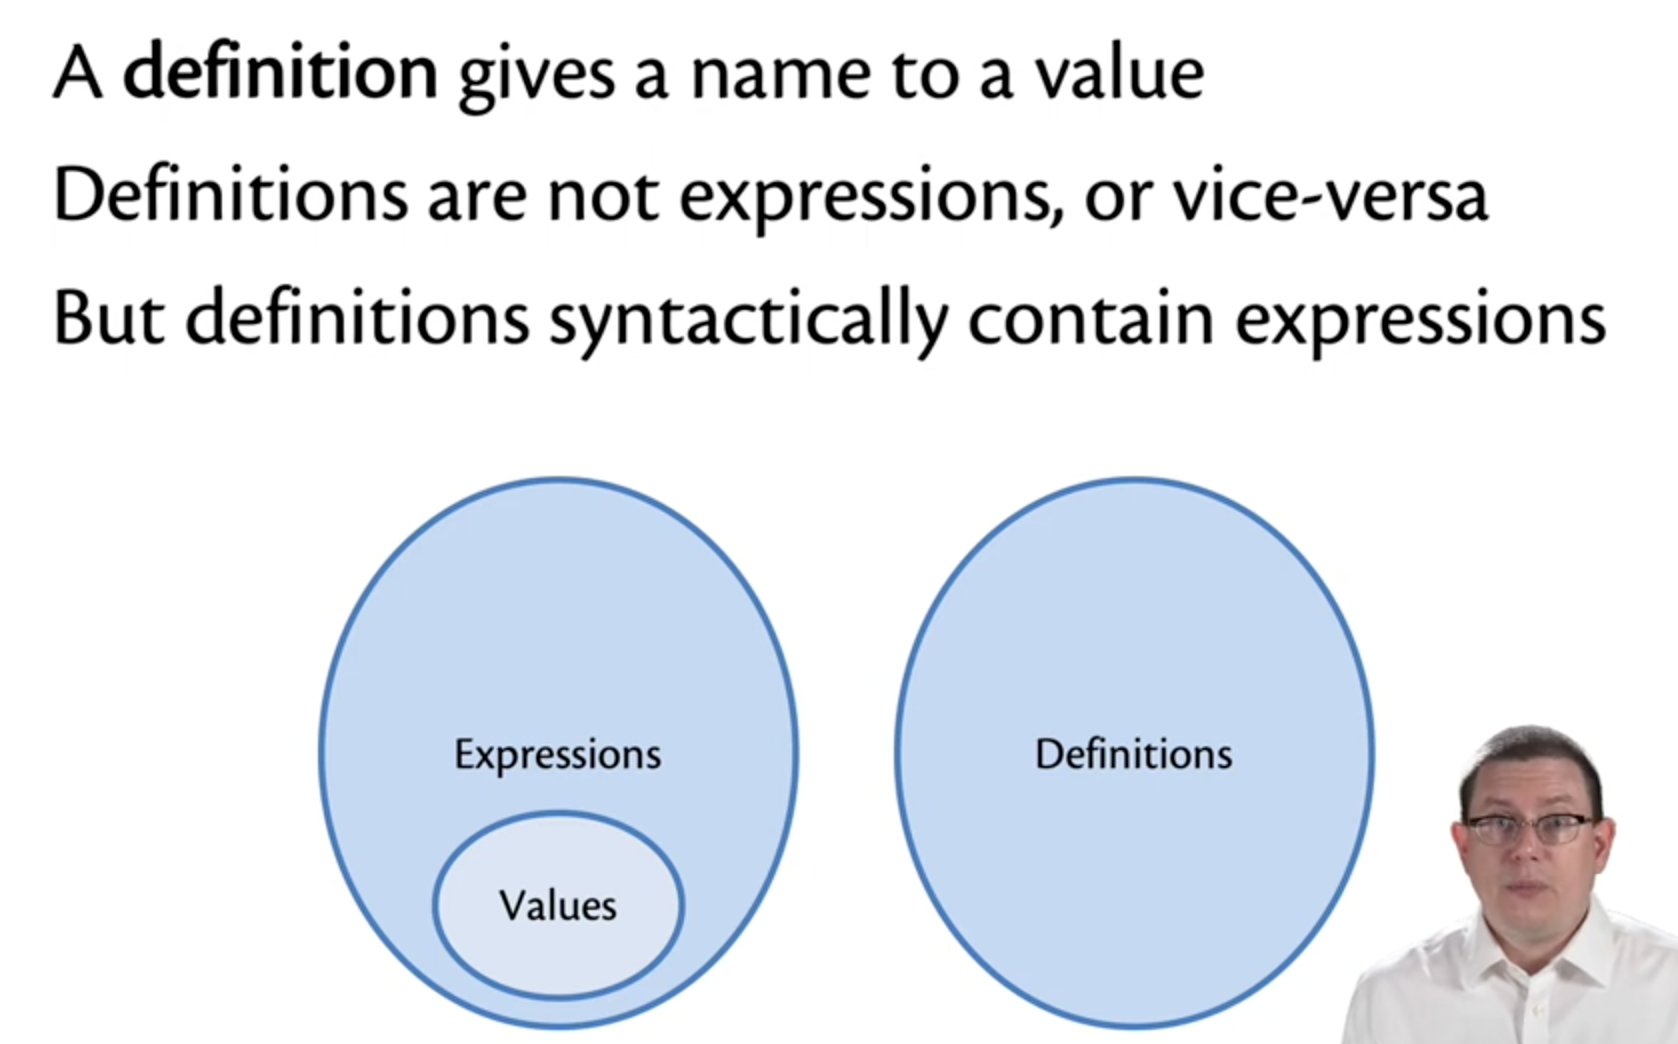 A definition gives a name to a value
Definitions are not expressions, or vice-versa
But definitions syntactically contain expressions
Expressions
Definitions
Values